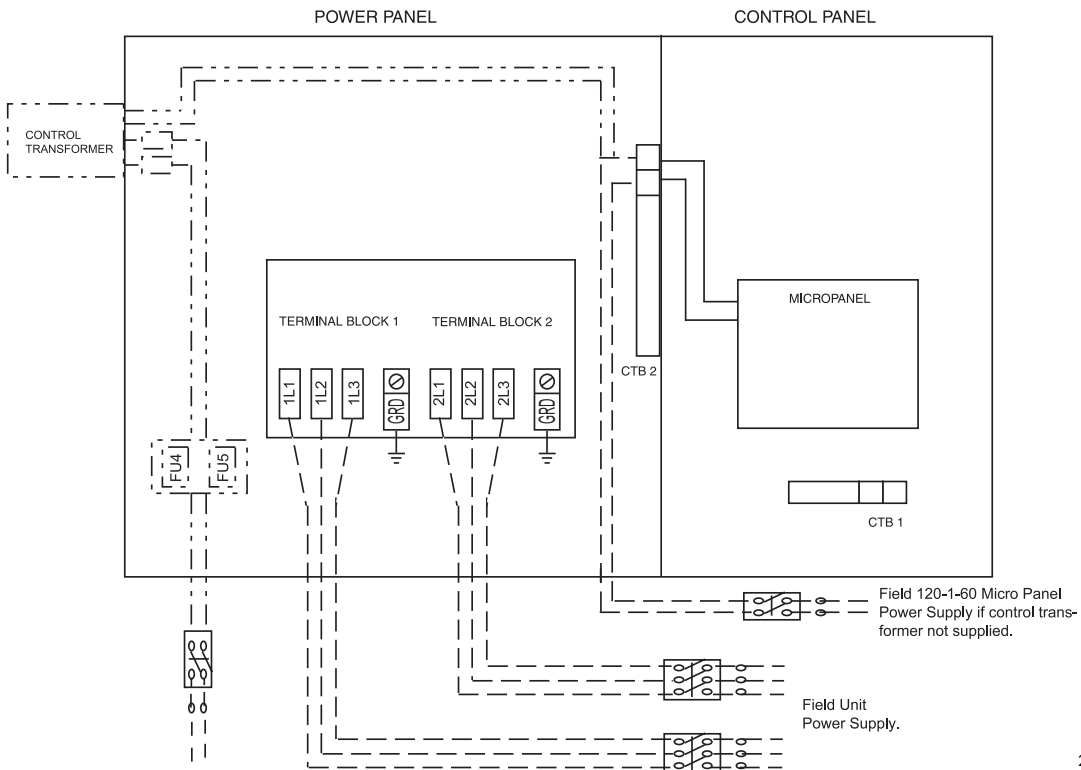 POWER PANEL
CONTROL PANEL
CONTROL
TRANSFORMER
MICROPANEL
TERMINAL BLOCK 1
TERMINAL BLOCK 2
CTB 2
1L1
1L2
1L3
GRD
2L1
2L2
2L3
GRD
FU4
FU5
CTB 1
Field 120-1-60 Micro Panel
Power Supply if control trans-
former not supplied.
Field Unit
Power Supply.